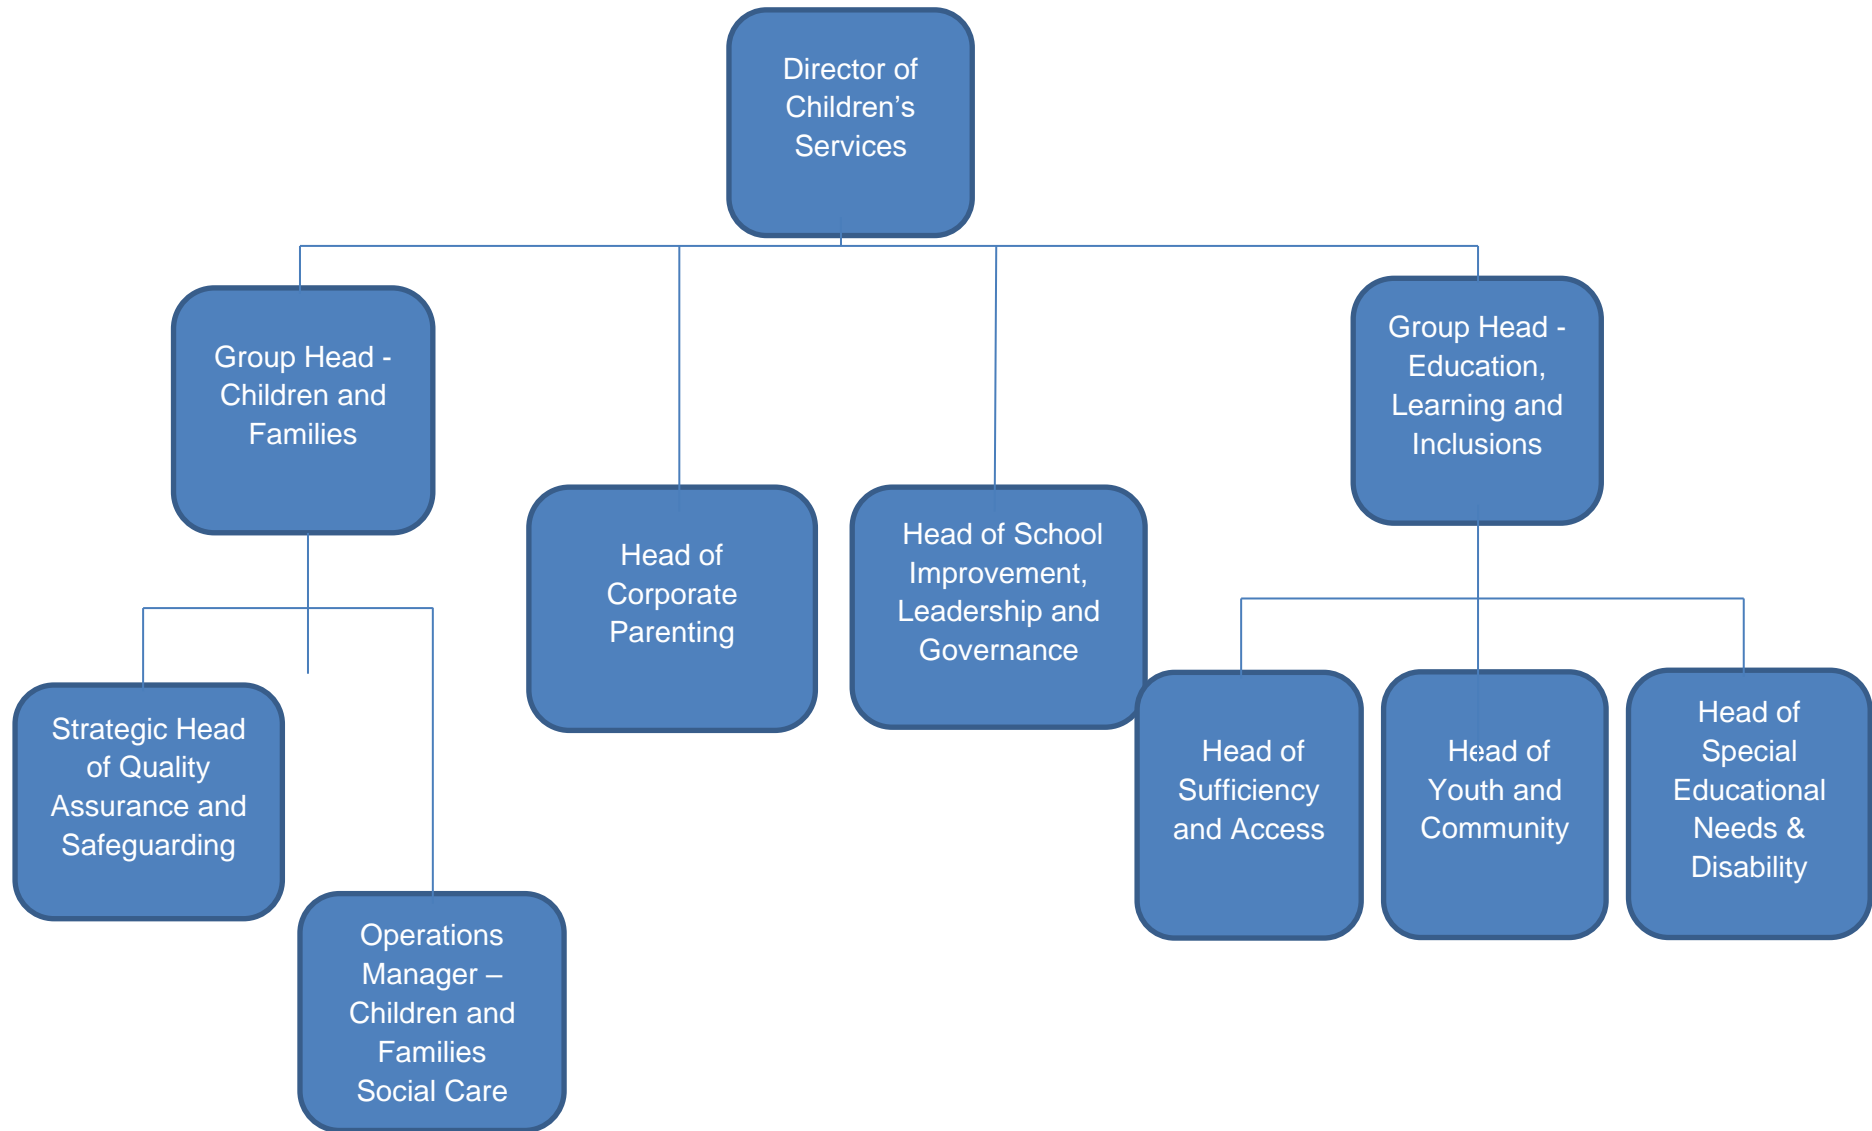 Director of
Children’s
Services
Group Head -
Children and
Families
Group Head -
Education,
Learning and
Inclusions
Head of
Corporate
Parenting
Head of School
Improvement,
Leadership and
Governance
Strategic Head
of Quality
Assurance and
Safeguarding
Operations
Manager –
Children and
Families
Social Care
Head of
Sufficiency
and Access
Head of
Youth and
Community
Head of
Special
Educational
Needs &
Disability